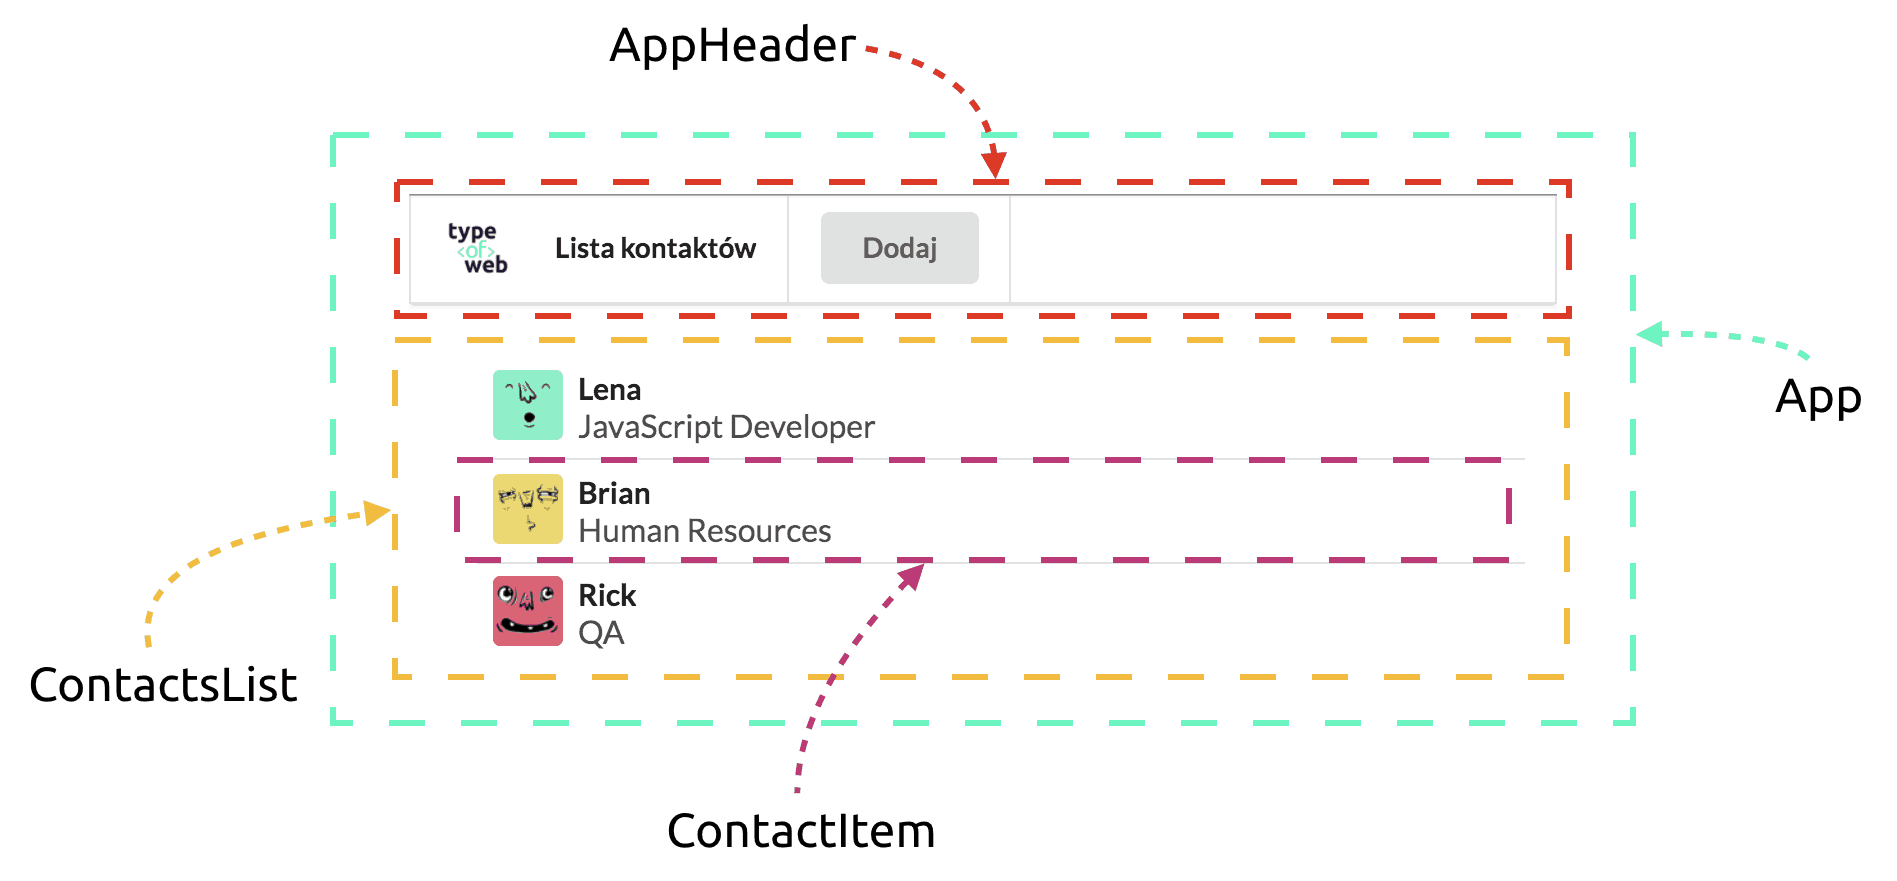 AppHeader
type
<of>
web
Lista kontaktów
Dodaj
Lena
JavaScript Developer
App
Brian
Human Resources
Rick
QA
ContactsList
ContactItem